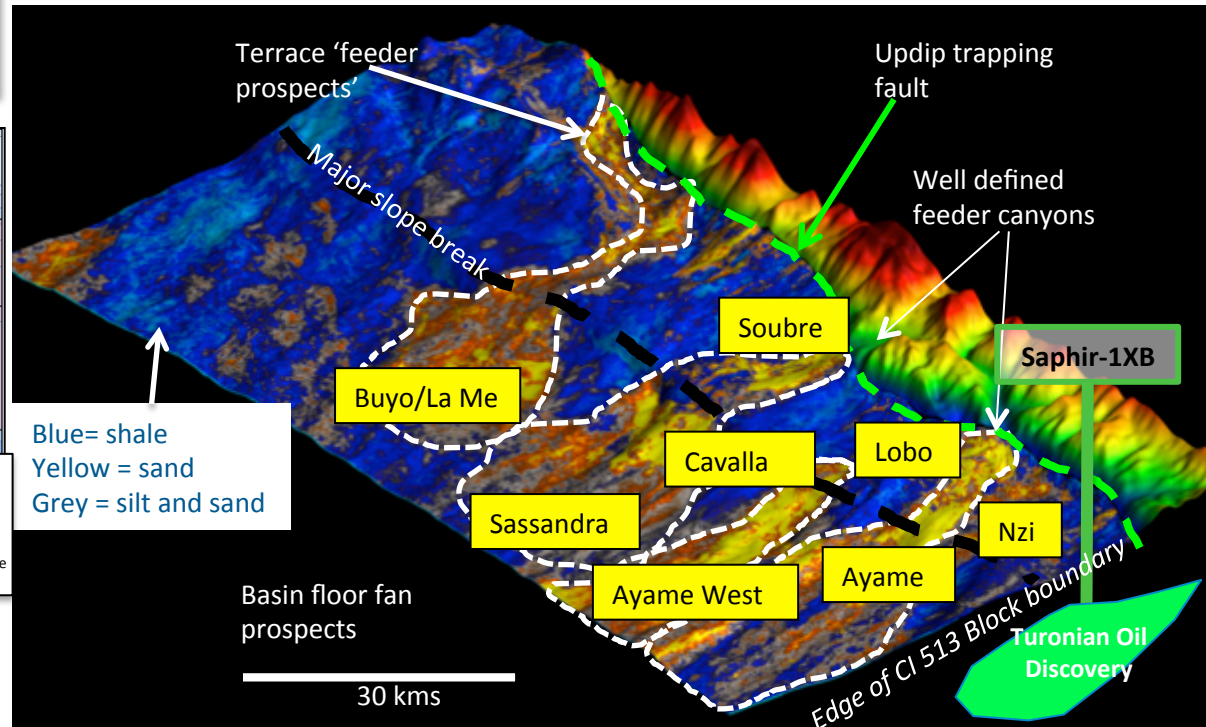 Terrace ‘feeder
prospects’
Updip trapping
fault
Well defined
feeder canyons
Major slope break
Soubre
Saphir-1XB
Buyo/La Me
Cavalla
Lobo
Blue= shale
Yellow = sand
Grey = silt and sand
Sassandra
Nzi
Ayame West
Ayame
Basin floor fan
prospects
30 kms
Edge of CI 513 Block boundary
Turonian Oil
Discovery
e